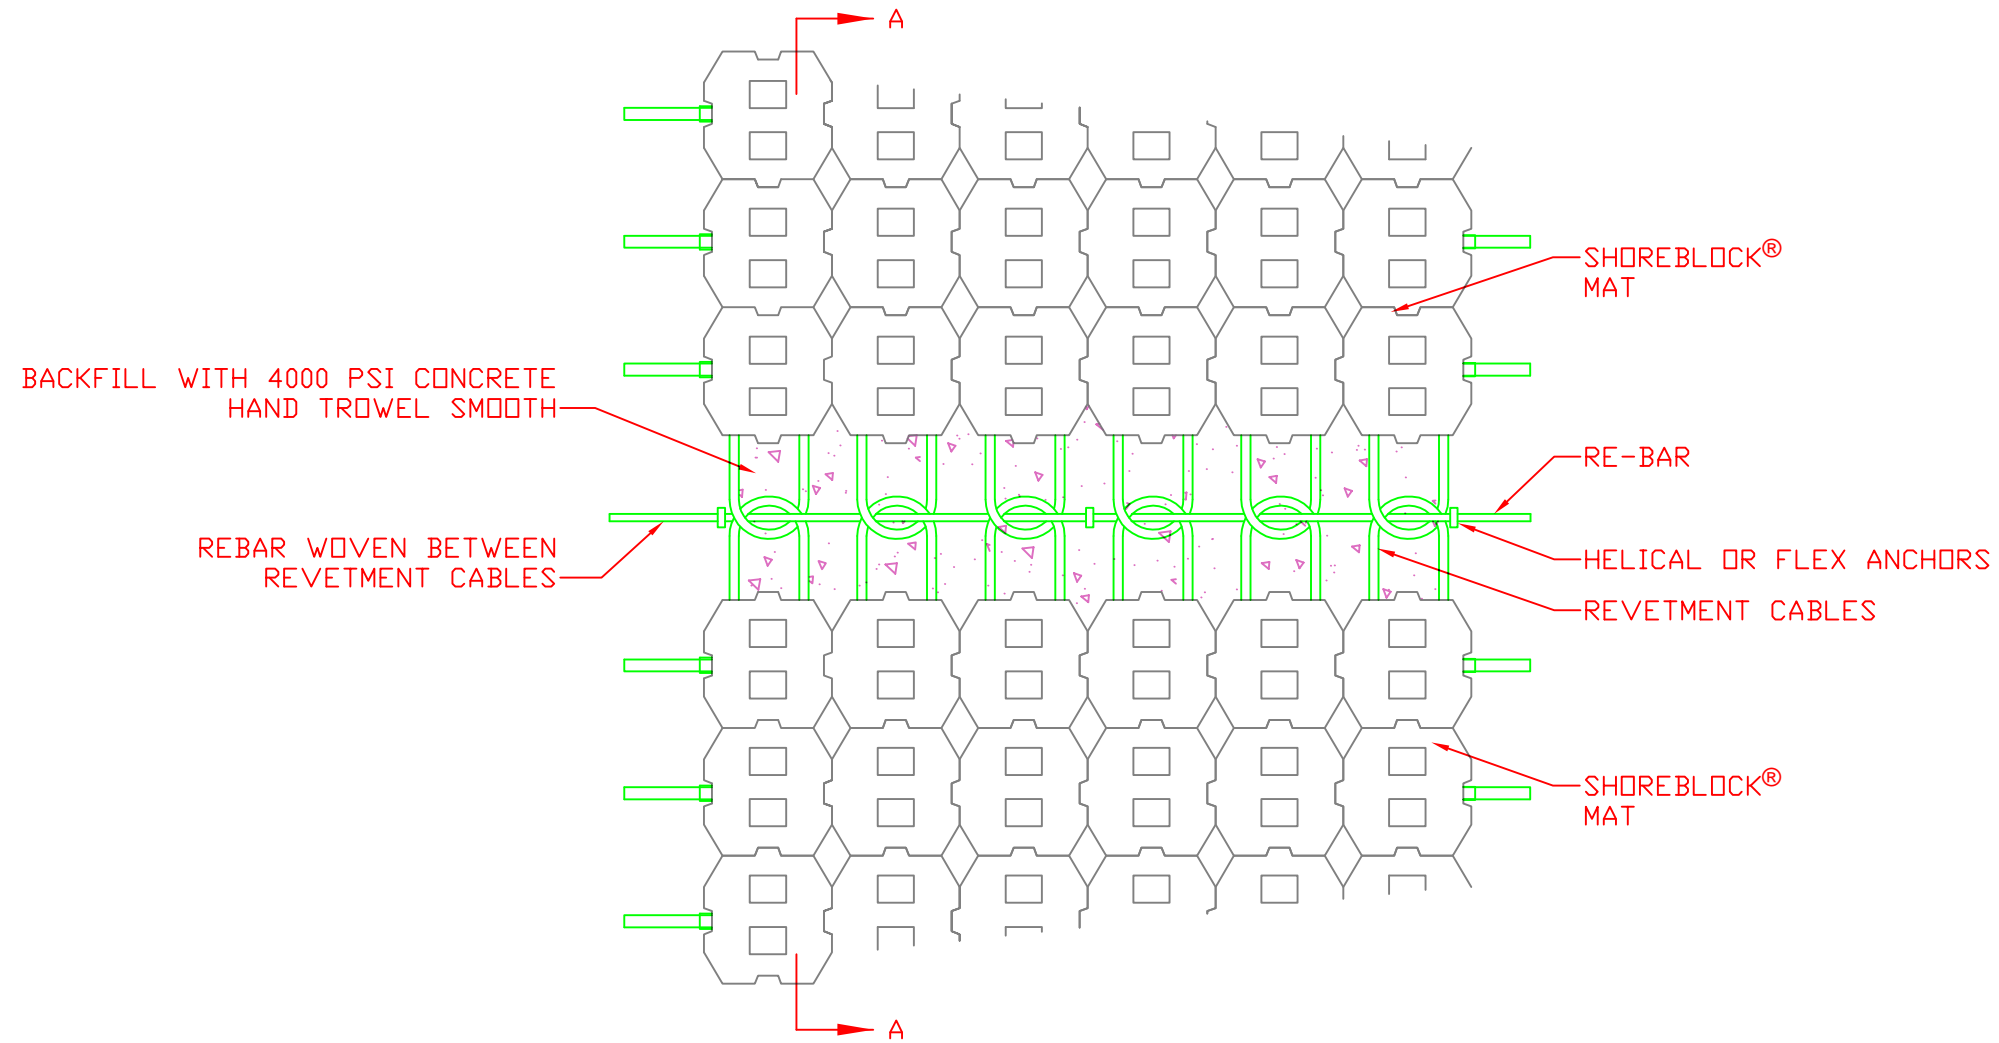 A
SHOREBLOCK®
MAT
BACKFILL WITH 4000 PSI CONCRETE
HAND TROWEL SMOOTH
RE-BAR
REBAR WOVEN BETWEEN
REVETMENT CABLES
HELICAL OR FLEX ANCHORS
REVETMENT CABLES
SHOREBLOCK®
MAT
A